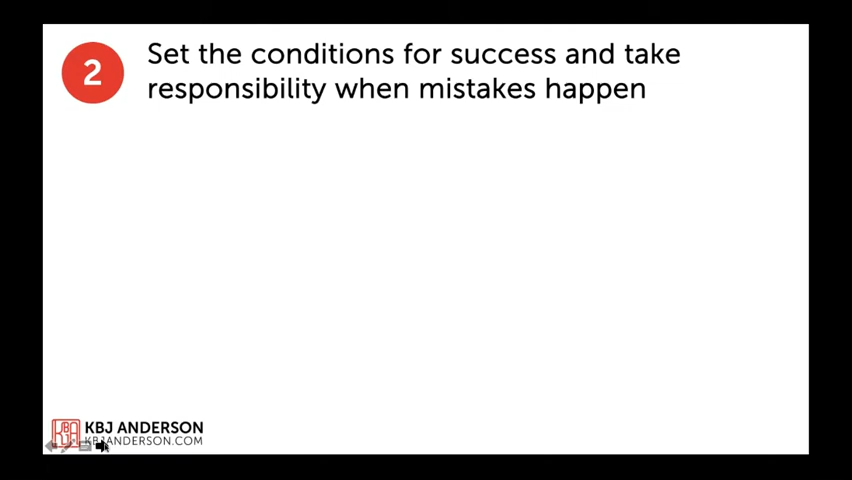 2
Set the conditions for success and take
responsibility when mistakes happen
KBJ ANDERSON
KBJANDERSON.COM